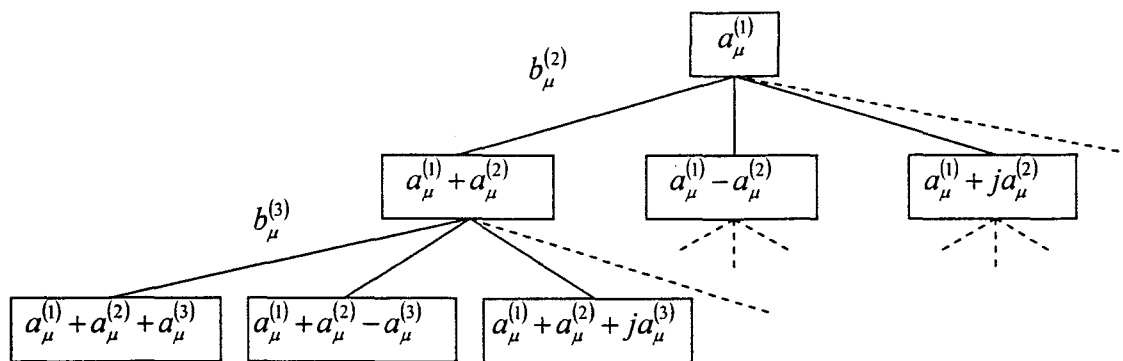 a_μ^(1)
b_μ^(2)
a_μ^(1) + a_μ^(2) a_μ^(1) − a_μ^(2) a_μ^(1) + ja_μ^(2)
b_μ^(3)
a_μ^(1) + a_μ^(2) + a_μ^(3) a_μ^(1) + a_μ^(2) − a_μ^(3) a_μ^(1) + a_μ^(2) + ja_μ^(3)